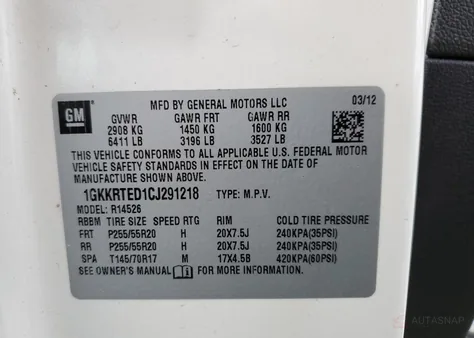 GM
MFD BY GENERAL MOTORS LLC 03/12
GVWR GAWR FRT GAWR RR
2908 KG 1450 KG 1600 KG
6411 LB 3196 LB 3527 LB
THIS VEHICLE CONFORMS TO ALL APPLICABLE U.S. FEDERAL MOTOR
VEHICLE SAFETY, BUMPER, AND THEFT PREVENTION STANDARDS IN
EFFECT ON THE DATE OF MANUFACTURE SHOWN ABOVE.
1GKKRTED1CJ291218 TYPE: M.P.V.
MODEL: R14526
RBBM TIRE SIZE SPEED RTG RIM COLD TIRE PRESSURE
FRT P255/55R20 H 20X7.5J 240KPA(35PSI)
RR P255/55R20 H 20X7.5J 240KPA(35PSI)
SPA T145/70R17 M 17X4.5B 420KPA(60PSI)
SEE OWNER'S MANUAL FOR MORE INFORMATION.
AUTASNAP